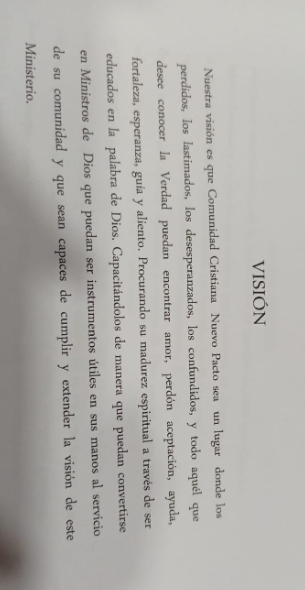 VISIÓN
Nuestra visión es que Comunidad Cristiana Nuevo Pacto sea un lugar donde los
perdidos, los lastimados, los desesperanzados, los confundidos, y todo aquél que
desee conocer la Verdad puedan encontrar amor, perdón aceptación, ayuda,
fortaleza, esperanza, guía y aliento. Procurando su madurez espiritual a través de ser
educados en la palabra de Dios. Capacitándolos de manera que puedan convertirse
en Ministros de Dios que puedan ser instrumentos útiles en sus manos al servicio
de su comunidad y que sean capaces de cumplir y extender la visión de este
Ministerio.